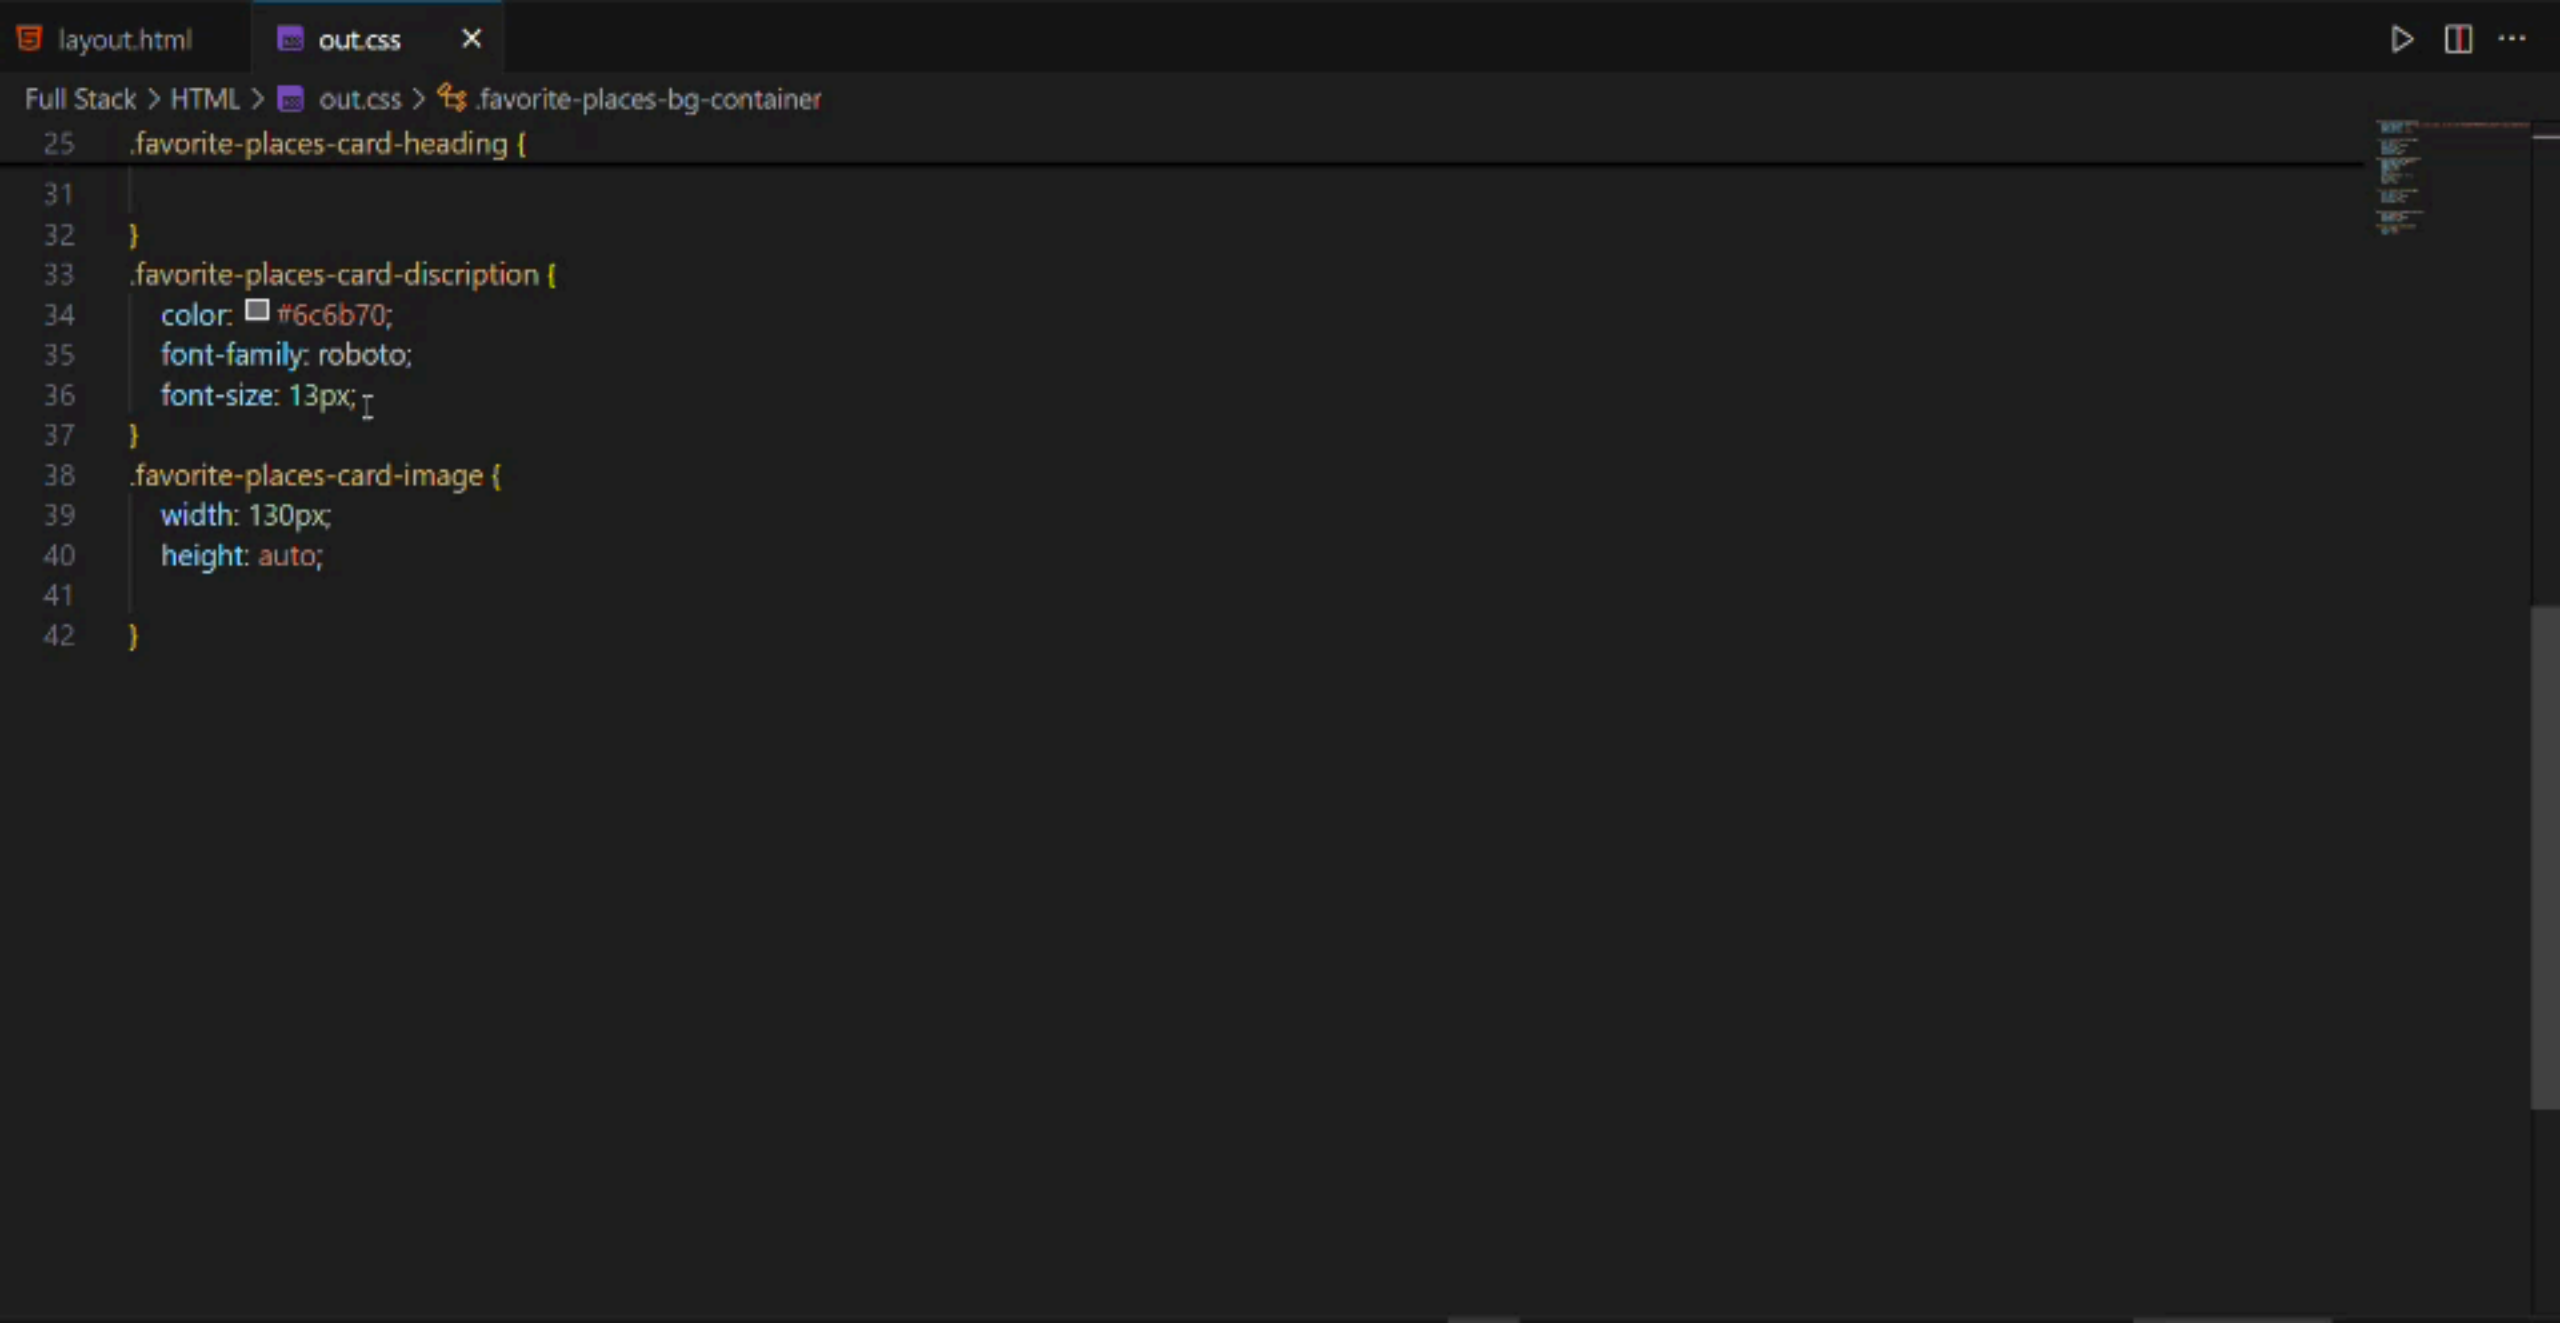 layout.html
out.css
Full Stack > HTML > out.css > .favorite-places-bg-container
25 .favorite-places-card-heading {
31
32 }
33 .favorite-places-card-discription {
34 color: #6c6b70;
35 font-family: roboto;
36 font-size: 13px;
37 }
38 .favorite-places-card-image {
39 width: 130px;
40 height: auto;
41
42 }